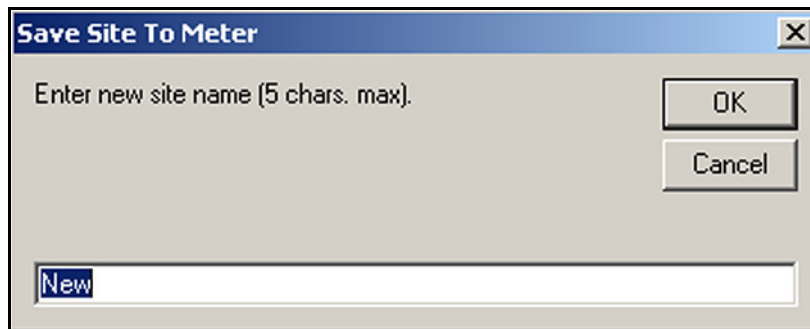 Save Site To Meter
Enter new site name (5 chars. max).
OK
Cancel
New